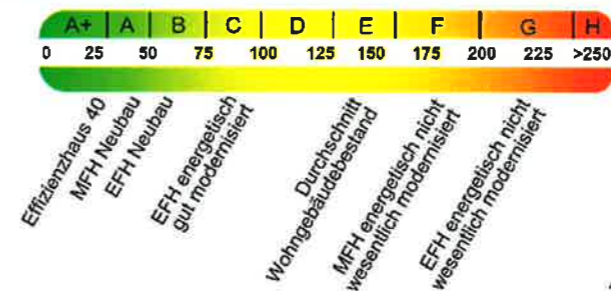 A+ A B C D E F G H
0 25 50 75 100 125 150 175 200 225 >250
Effizienzhaus 40
MFH Neubau
EFH Neubau
EFH energetisch
gut modernisiert
Durchschnitt
Wohngebäudebestand
MFH energetisch nicht
wesentlich modernisiert
EFH energetisch nicht
wesentlich modernisiert